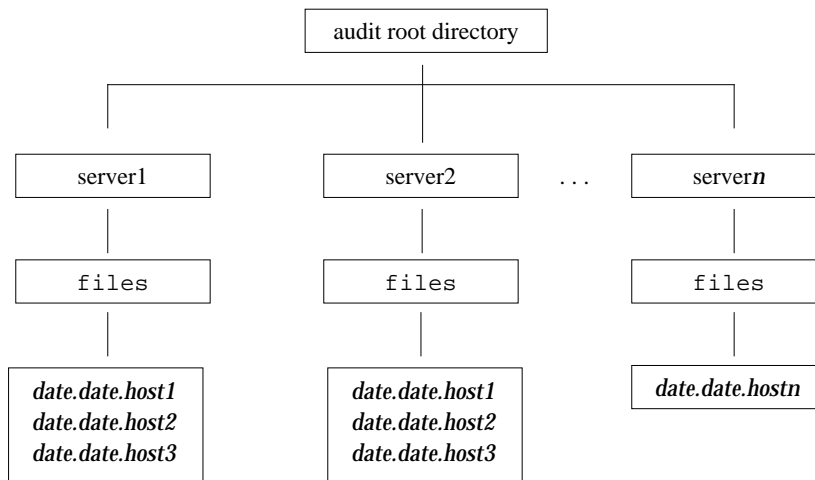 audit root directory
server1 server2 . . . servern
files files files
date.date.host1 date.date.host1 date.date.hostn
date.date.host2 date.date.host2
date.date.host3 date.date.host3